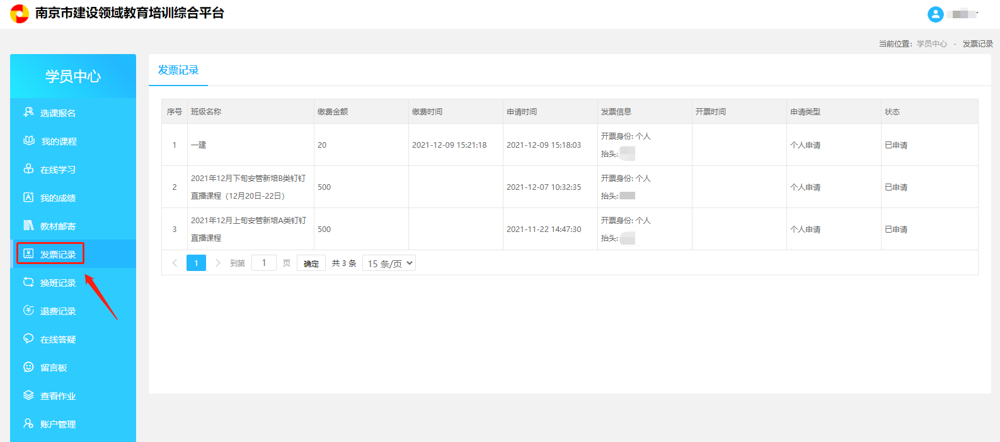 南京市建设领域教育培训综合平台
当前位置: 学员中心 - 发票记录
学员中心
选课报名
我的课程
在线学习
我的成绩
教材邮寄
发票记录
换班记录
退费记录
在线答疑
留言板
查看作业
账户管理
发票记录
序号 班级名称 缴费金额 缴费时间 申请时间 发票信息 开票时间 申请类型 状态
1 一建 20 2021-12-09 15:21:18 2021-12-09 15:18:03 开票身份: 个人 个人申请 已申请
抬头:
2 2021年12月下旬安管新培B类钉钉 500 2021-12-07 10:32:35 开票身份: 个人 个人申请 已申请
直播课程（12月20日-22日） 抬头:
3 2021年12月上旬安管新培A类钉钉 500 2021-11-22 14:47:30 开票身份: 个人 个人申请 已申请
直播课程 抬头:
1 到第 1 页 确定 共 3 条 15 条/页